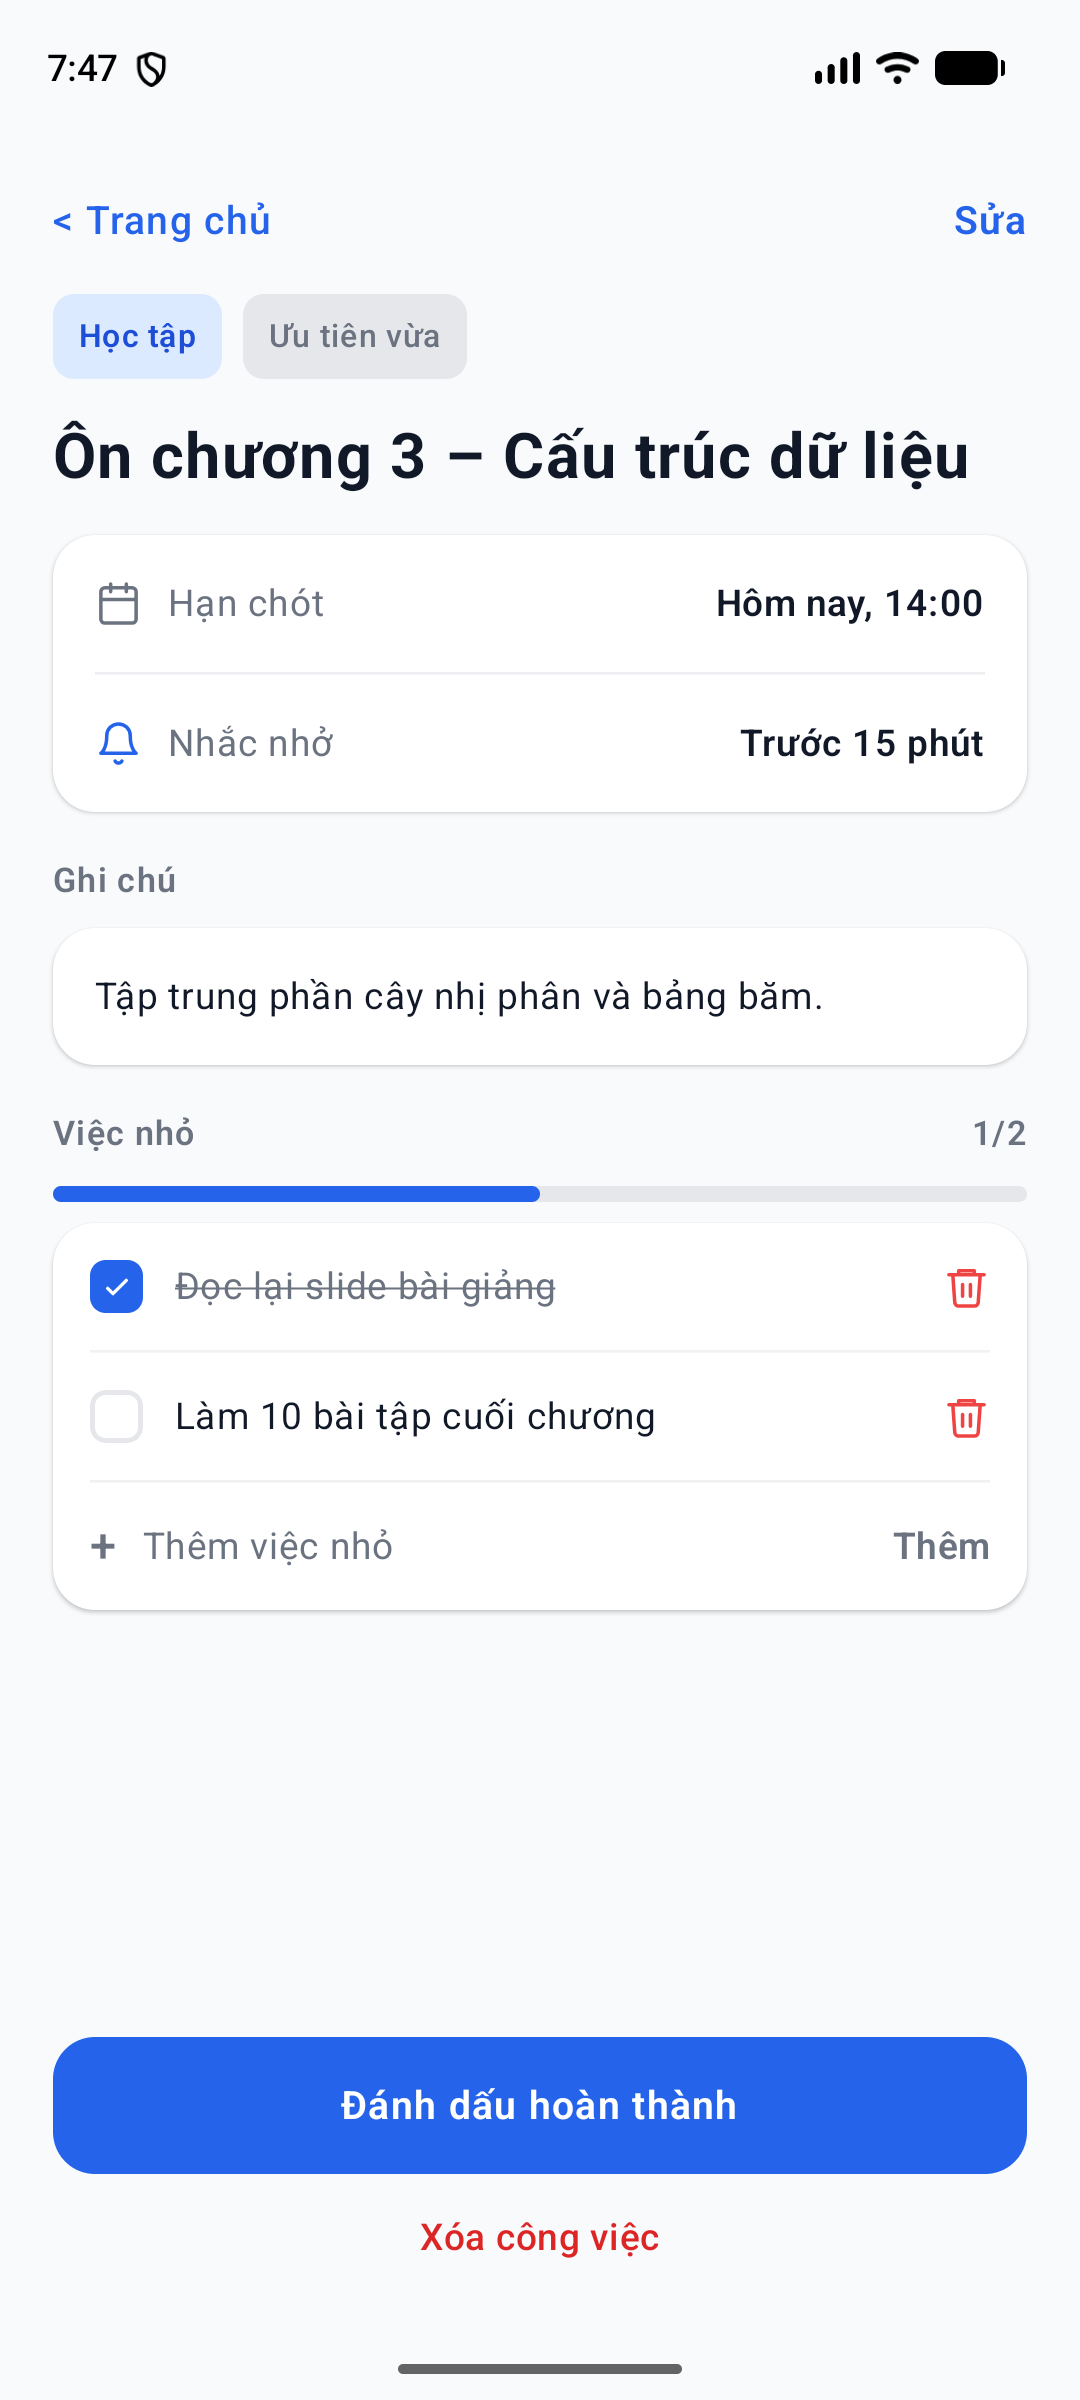 7:47
< Trang chủ
Sửa
Học tập
Ưu tiên vừa
Ôn chương 3 – Cấu trúc dữ liệu
Hạn chót
Hôm nay, 14:00
Nhắc nhở
Trước 15 phút
Ghi chú
Tập trung phần cây nhị phân và bảng băm.
Việc nhỏ
1/2
Đọc lại slide bài giảng
Làm 10 bài tập cuối chương
+ Thêm việc nhỏ
Thêm
Đánh dấu hoàn thành
Xóa công việc